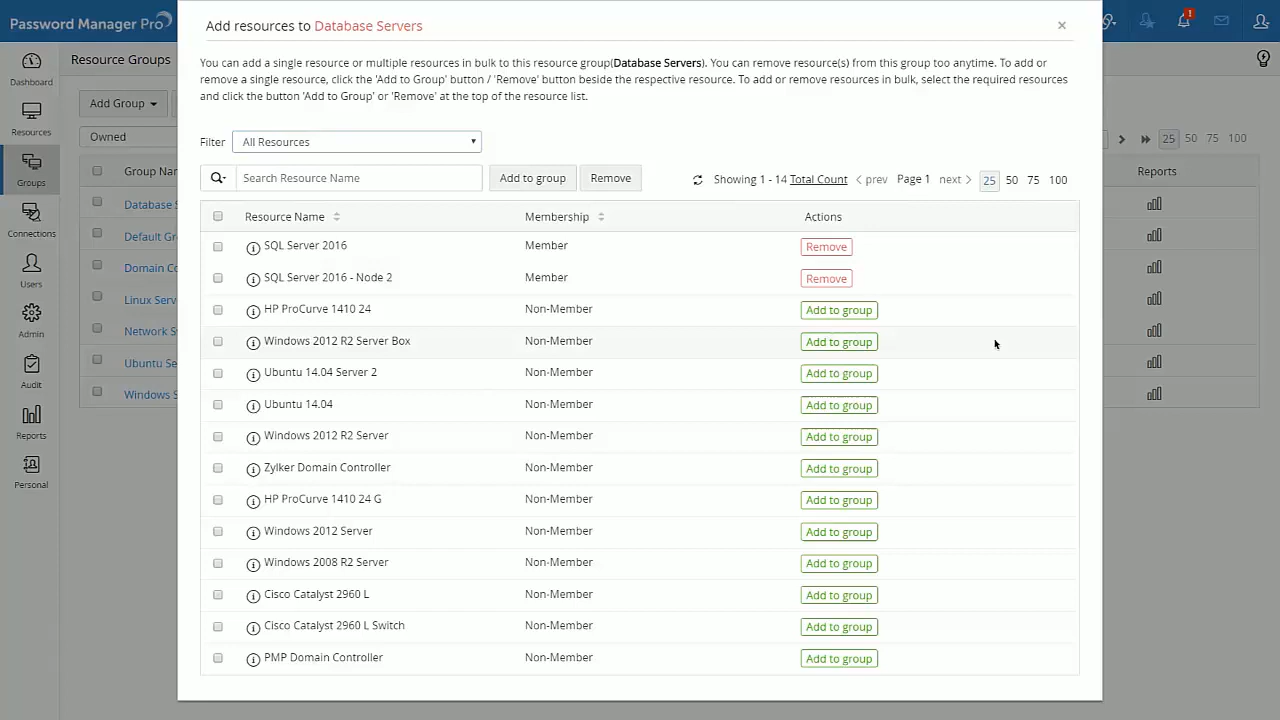 Password Manager Pro
Dashboard
Resources
Groups
Connections
Users
Admin
Audit
Reports
Personal
Resource Groups
Add Group
Owned
Group Nar
Database S
Default Gr
Domain Co
Linux Serv
Network S
Ubuntu Se
Windows S
Add resources to Database Servers
×
You can add a single resource or multiple resources in bulk to this resource group(Database Servers). You can remove resource(s) from this group too anytime. To add or
remove a single resource, click the 'Add to Group' button / 'Remove' button beside the respective resource. To add or remove resources in bulk, select the required resources
and click the button 'Add to Group' or 'Remove' at the top of the resource list.
Filter All Resources
Search Resource Name Add to group Remove Showing 1 - 14 Total Count prev Page 1 next 25 50 75 100
Resource Name Membership Actions
SQL Server 2016 Member Remove
SQL Server 2016 - Node 2 Member Remove
HP ProCurve 1410 24 Non-Member Add to group
Windows 2012 R2 Server Box Non-Member Add to group
Ubuntu 14.04 Server 2 Non-Member Add to group
Ubuntu 14.04 Non-Member Add to group
Windows 2012 R2 Server Non-Member Add to group
Zylker Domain Controller Non-Member Add to group
HP ProCurve 1410 24 G Non-Member Add to group
Windows 2012 Server Non-Member Add to group
Windows 2008 R2 Server Non-Member Add to group
Cisco Catalyst 2960 L Non-Member Add to group
Cisco Catalyst 2960 L Switch Non-Member Add to group
PMP Domain Controller Non-Member Add to group
!
25 50 75 100
Reports